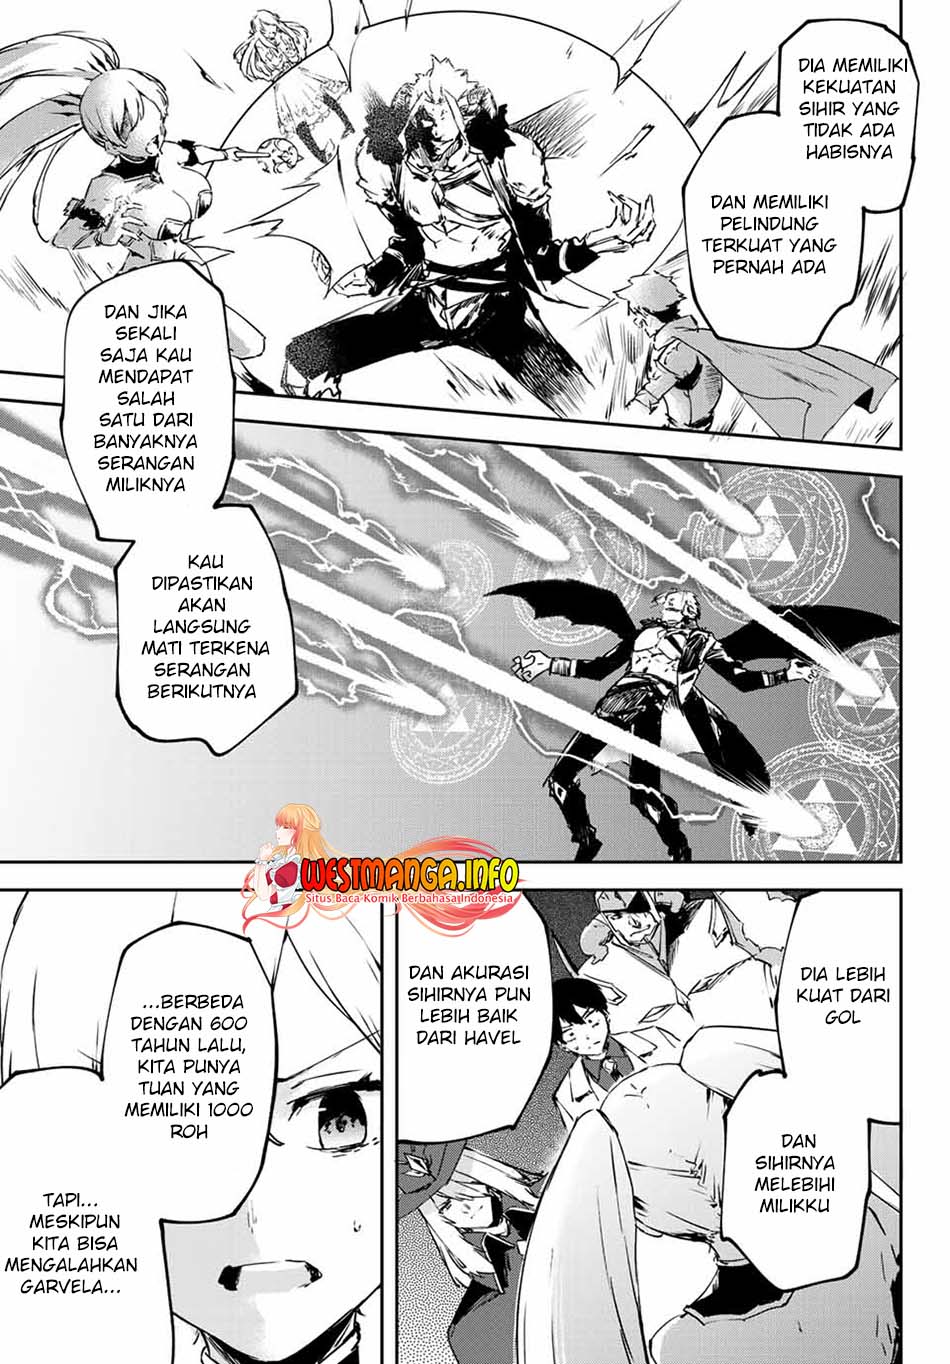 DIA MEMILIKI
KEKUATAN
SIHIR YANG
TIDAK ADA
HABISNYA
DAN MEMILIKI
PELINDUNG
TERKUAT YANG
PERNAH ADA
DAN JIKA
SEKALI
SAJA KAU
MENDAPAT
SALAH
SATU DARI
BANYAKNYA
SERANGAN
MILIKNYA
KAU
DIPASTIKAN
AKAN
LANGSUNG
MATI TERKENA
SERANGAN
BERIKUTNYA
WESTMANGA.INFO
Situs Baca Komik Berbahasa Indonesia
DIA LEBIH
KUAT DARI
GOL
DAN AKURASI
SIHIRNYA PUN
LEBIH BAIK
DARI HAVEL
DAN
SIHIRNYA
MELEBIHI
MILIKKU
...BERBEDA
DENGAN 600
TAHUN LALU,
KITA PUNYA
TUAN YANG
MEMILIKI 1000
ROH
TAPI...
MESKIPUN
KITA BISA
MENGALAHKAN
GARVELA...